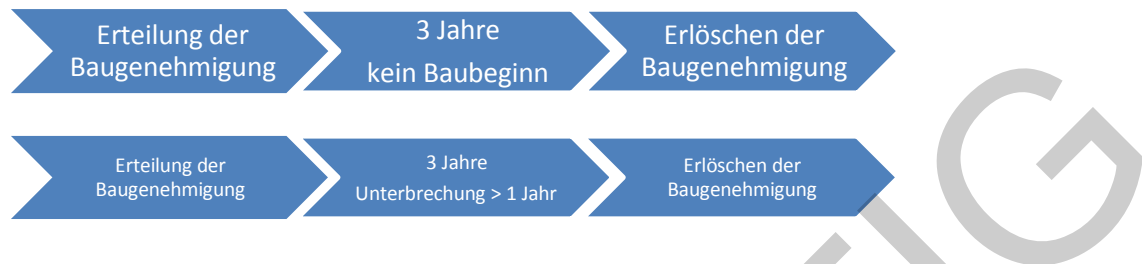 Erteilung der
Baugenehmigung
3 Jahre
kein Baubeginn
Erlöschen der
Baugenehmigung
Erteilung der
Baugenehmigung
3 Jahre
Unterbrechung > 1 Jahr
Erlöschen der
Baugenehmigung